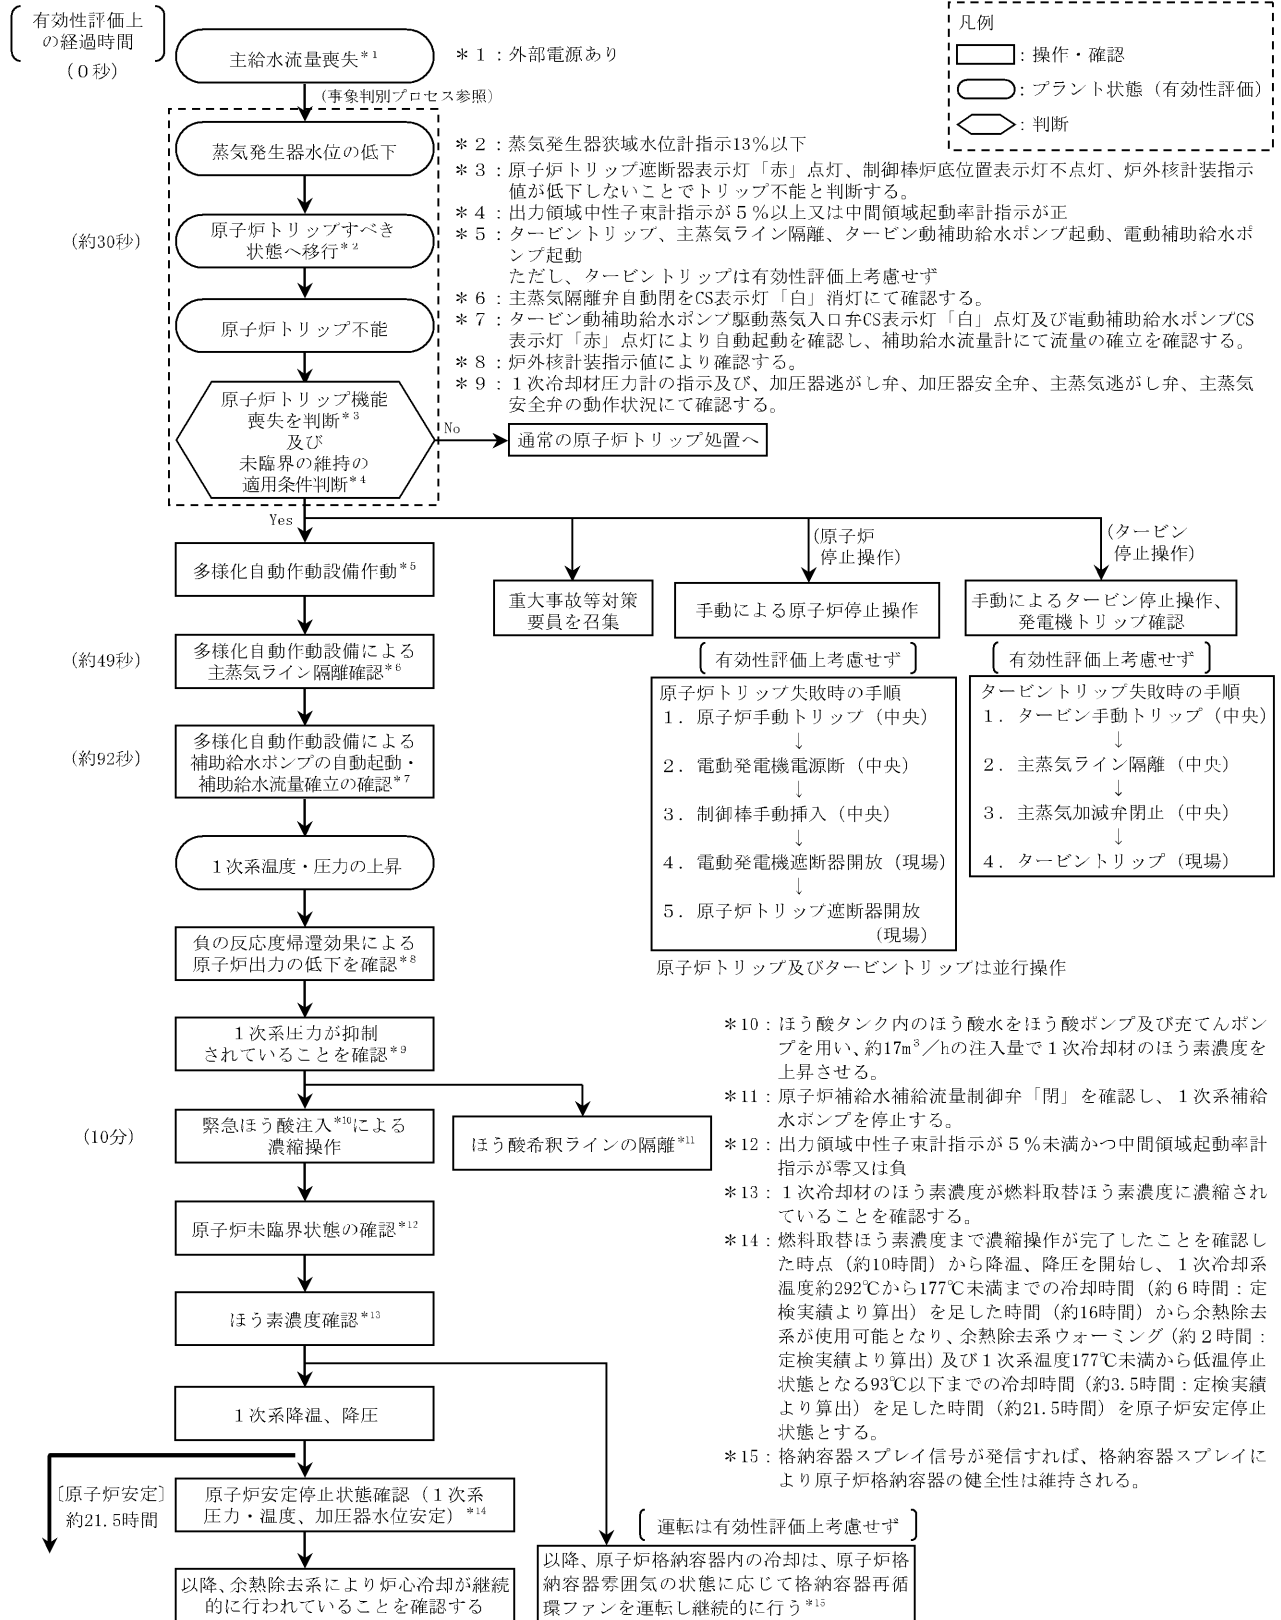 有効性評価上
の経過時間
(０秒)
主給水流量喪失*1
＊１：外部電源あり
凡例
：操作・確認
：プラント状態（有効性評価）
：判断
(事象判別プロセス参照)
蒸気発生器水位の低下
(約30秒)
原子炉トリップすべき
状態へ移行*2
原子炉トリップ不能
原子炉トリップ機能
喪失を判断*3
及び
未臨界の維持の
適用条件判断*4
No
通常の原子炉トリップ処置へ
Yes
＊２：蒸気発生器狭域水位計指示13％以下
＊３：原子炉トリップ遮断器表示灯「赤」点灯、制御棒炉底位置表示灯不点灯、炉外核計装指示
値が低下しないことでトリップ不能と判断する。
＊４：出力領域中性子束計指示が５％以上又は中間領域起動率計指示が正
＊５：タービントリップ、主蒸気ライン隔離、タービン動補助給水ポンプ起動、電動補助給水ポ
ンプ起動
ただし、タービントリップは有効性評価上考慮せず
＊６：主蒸気隔離弁自動閉をCS表示灯「白」消灯にて確認する。
＊７：タービン動補助給水ポンプ駆動蒸気入口弁CS表示灯「白」点灯及び電動補助給水ポンプCS
表示灯「赤」点灯により自動起動を確認し、補助給水流量計にて流量の確立を確認する。
＊８：炉外核計装指示値により確認する。
＊９：１次冷却材圧力計の指示及び、加圧器逃がし弁、加圧器安全弁、主蒸気逃がし弁、主蒸気
安全弁の動作状況にて確認する。
多様化自動作動設備作動*5
(約49秒)
多様化自動作動設備による
主蒸気ライン隔離確認*6
(約92秒)
多様化自動作動設備による
補助給水ポンプの自動起動・
補助給水流量確立の確認*7
１次系温度・圧力の上昇
負の反応度帰還効果による
原子炉出力の低下を確認*8
１次系圧力が抑制
されていることを確認*9
(10分)
緊急ほう酸注入*10による
濃縮操作
ほう酸希釈ラインの隔離*11
原子炉未臨界状態の確認*12
ほう素濃度確認*13
１次系降温、降圧
[原子炉安定]
約21.5時間
原子炉安定停止状態確認（１次系
圧力・温度、加圧器水位安定）*14
以降、余熱除去系により炉心冷却が継続
的に行われていることを確認する
重大事故等対策
要員を召集
(原子炉
停止操作)
手動による原子炉停止操作
有効性評価上考慮せず
原子炉トリップ失敗時の手順
１．原子炉手動トリップ（中央）
↓
２．電動発電機電源断（中央）
↓
３．制御棒手動挿入（中央）
↓
４．電動発電機遮断器開放（現場）
↓
５．原子炉トリップ遮断器開放
（現場）
(タービン
停止操作)
手動によるタービン停止操作、
発電機トリップ確認
有効性評価上考慮せず
タービントリップ失敗時の手順
１．タービン手動トリップ（中央）
↓
２．主蒸気ライン隔離（中央）
↓
３．主蒸気加減弁閉止（中央）
↓
４．タービントリップ（現場）
原子炉トリップ及びタービントリップは並行操作
＊10：ほう酸タンク内のほう酸水をほう酸ポンプ及び充てんポン
プを用い、約17m³／hの注入量で１次冷却材のほう素濃度を
上昇させる。
＊11：原子炉補給水補給流量制御弁「閉」を確認し、１次系補給
水ポンプを停止する。
＊12：出力領域中性子束計指示が５％未満かつ中間領域起動率計
指示が零又は負
＊13：１次冷却材のほう素濃度が燃料取替ほう素濃度に濃縮され
ていることを確認する。
＊14：燃料取替ほう素濃度まで濃縮操作が完了したことを確認し
た時点（約10時間）から降温、降圧を開始し、１次冷却系
温度約292℃から177℃未満までの冷却時間（約６時間：定
検実績より算出）を足した時間（約16時間）から余熱除去
系が使用可能となり、余熱除去系ウォーミング（約２時間：
定検実績より算出）及び１次系温度177℃未満から低温停止
状態となる93℃以下までの冷却時間（約3.5時間：定検実績
より算出）を足した時間（約21.5時間）を原子炉安定停止
状態とする。
＊15：格納容器スプレイ信号が発信すれば、格納容器スプレイに
より原子炉格納容器の健全性は維持される。
運転は有効性評価上考慮せず
以降、原子炉格納容器内の冷却は、原子炉格
納容器雰囲気の状態に応じて格納容器再循
環ファンを運転し継続的に行う*15